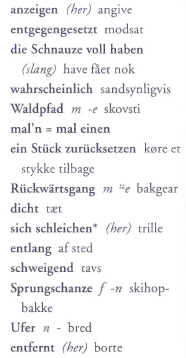 anzeigen (her) angive
entgegengesetzt modsat
die Schnauze voll haben
(slang) have fået nok
wahrscheinlich sandsynligvis
Waldpfad m -e skovsti
mal'n = mal einen
ein Stück zurücksetzen køre et
stykke tilbage
Rückwärtsgang m ⸚e bakgear
dicht tæt
sich schleichen* (her) trille
entlang af sted
schweigend tavs
Sprungschanze f -n skihop-
bakke
Ufer n - bred
entfernt (her) borte